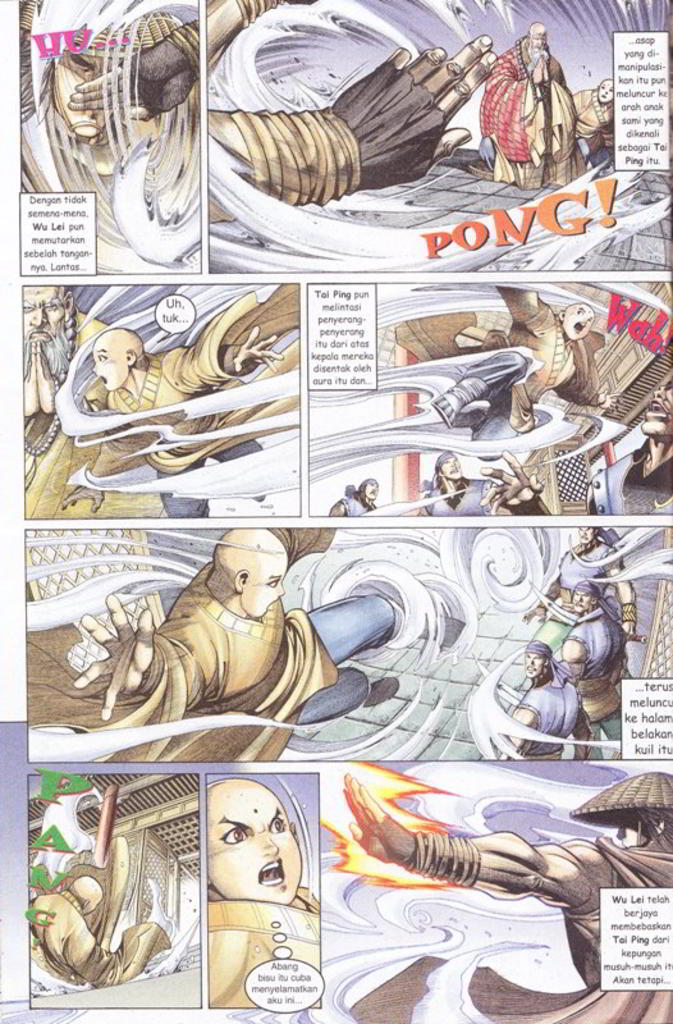 HU...
Dengan tidak
semena-mena,
Wu Lei pun
memutarkan
sebelah tangan-
nya. Lantas...
PONG!
...asap
yang di-
manipulasi-
kan itu pun
meluncur ke
arah anak
sami yang
dikenali
sebagai Tai
Ping itu.
Uh,
tuk...
Tai Ping pun
melintasi
penyerang-
penyerang
itu dari atas
kepala mereka
disentak oleh
aura itu dan...
Wah!
...terus
meluncu
ke halam
belakan
kuil itu
PANG
Abang
bisu itu cuba
menyelamatkan
aku ini...
Wu Lei telah
berjaya
membebaskan
Tai Ping dari
kepungan
musuh-musuh it
Akan tetapi...